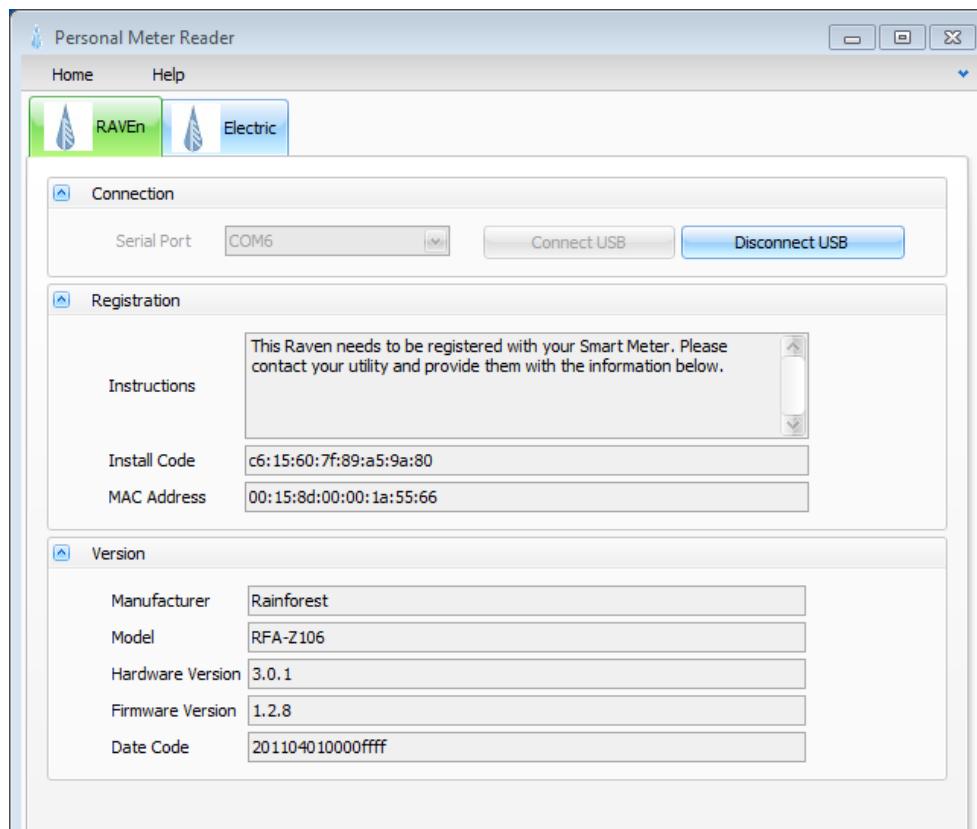 Personal Meter Reader
Home Help
RAVEn Electric
Connection
Serial Port COM6 Connect USB Disconnect USB
Registration
Instructions
This Raven needs to be registered with your Smart Meter. Please
contact your utility and provide them with the information below.
Install Code c6:15:60:7f:89:a5:9a:80
MAC Address 00:15:8d:00:00:1a:55:66
Version
Manufacturer Rainforest
Model RFA-Z106
Hardware Version 3.0.1
Firmware Version 1.2.8
Date Code 201104010000ffff